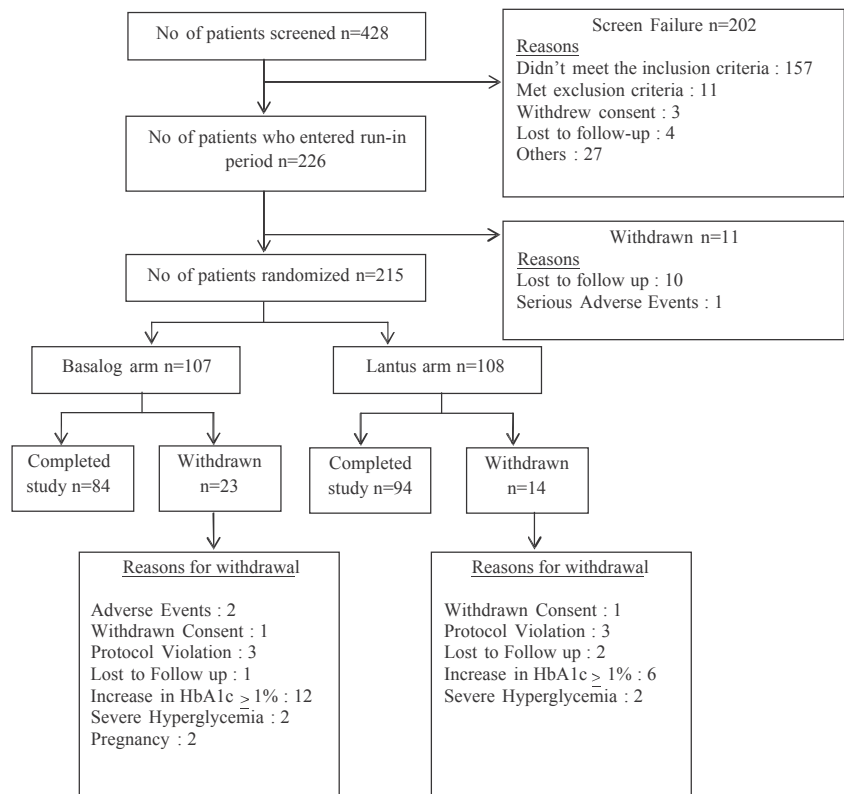 No of patients screened n=428
Screen Failure n=202
Reasons
Didn't meet the inclusion criteria : 157
Met exclusion criteria : 11
Withdrew consent : 3
Lost to follow-up : 4
Others : 27
No of patients who entered run-in
period n=226
Withdrawn n=11
Reasons
Lost to follow up : 10
Serious Adverse Events : 1
No of patients randomized n=215
Basalog arm n=107
Lantus arm n=108
Completed
study n=84
Withdrawn
n=23
Completed
study n=94
Withdrawn
n=14
Reasons for withdrawal
Adverse Events : 2
Withdrawn Consent : 1
Protocol Violation : 3
Lost to Follow up : 1
Increase in HbA1c ≥ 1% : 12
Severe Hyperglycemia : 2
Pregnancy : 2
Reasons for withdrawal
Withdrawn Consent : 1
Protocol Violation : 3
Lost to Follow up : 2
Increase in HbA1c ≥ 1% : 6
Severe Hyperglycemia : 2